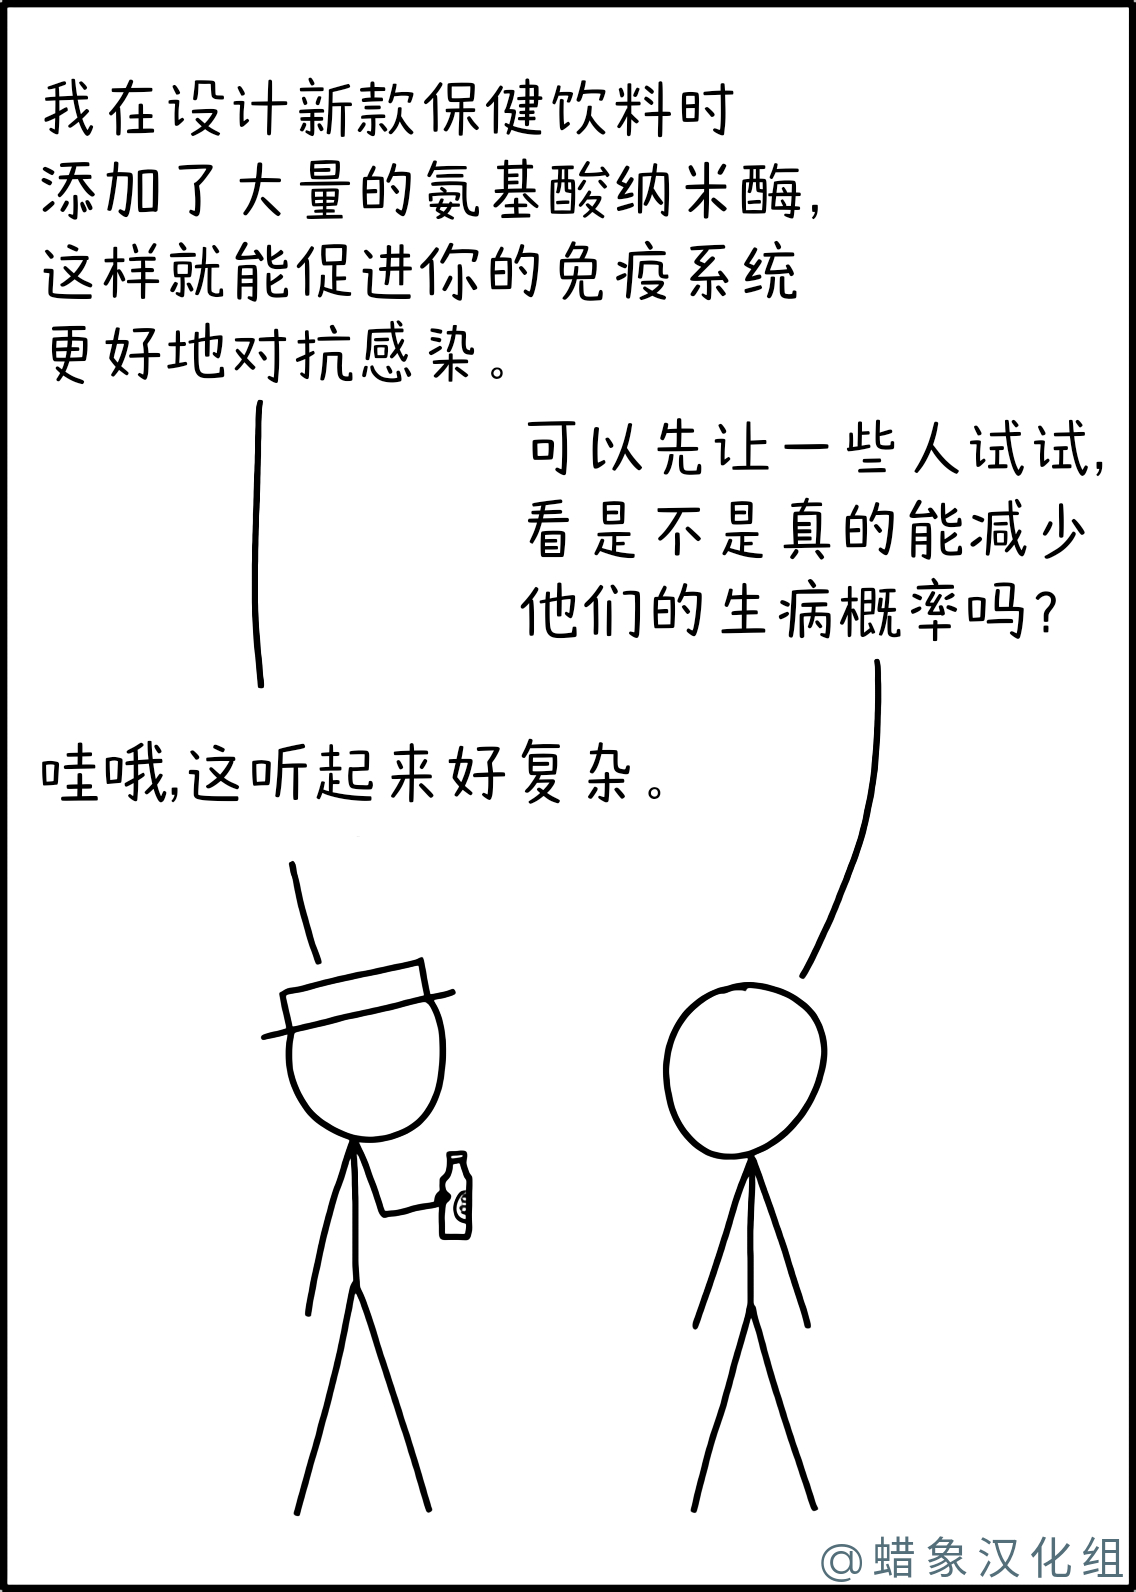 我在设计新款保健饮料时
添加了大量的氨基酸纳米酶,
这样就能促进你的免疫系统
更好地对抗感染。
可以先让一些人试试,
看是不是真的能减少
他们的生病概率吗?
哇哦,这听起来好复杂。
@蜡象汉化组